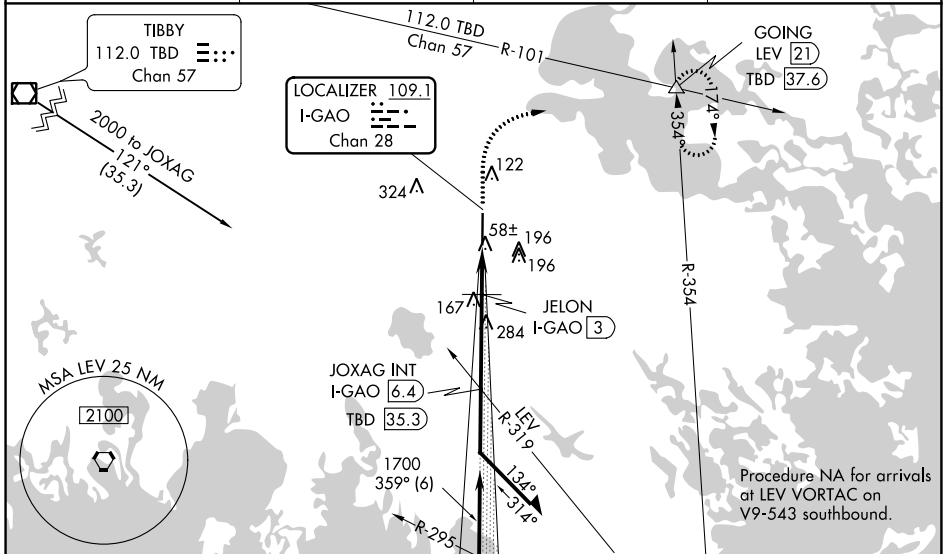 TIBBY
112.0 TBD
Chan 57
2000 to JOXAG
121°
(35.3)
112.0 TBD
Chan 57
R-101
GOING
LEV 21
TBD 37.6
174°
354°
LOCALIZER 109.1
I-GAO
Chan 28
324
122
58± 196
196
R-354
167
JELON
I-GAO 3
284
JOXAG INT
I-GAO 6.4
TBD 35.3
LEV
R-319
MSA LEV 25 NM
2100
1700
359° (6)
134°
314°
R-295
Procedure NA for arrivals
at LEV VORTAC on
V9-543 southbound.